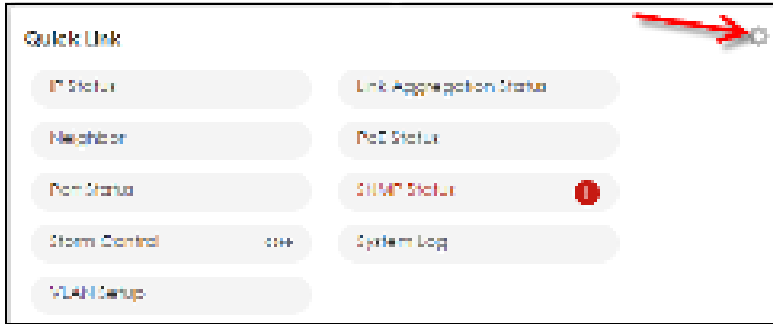 Quick Link
IP Status
Link Aggregation Status
Neighbor
PoE Status
Port Status
SNMP Status
Storm Control
System Log
VLAN Setup